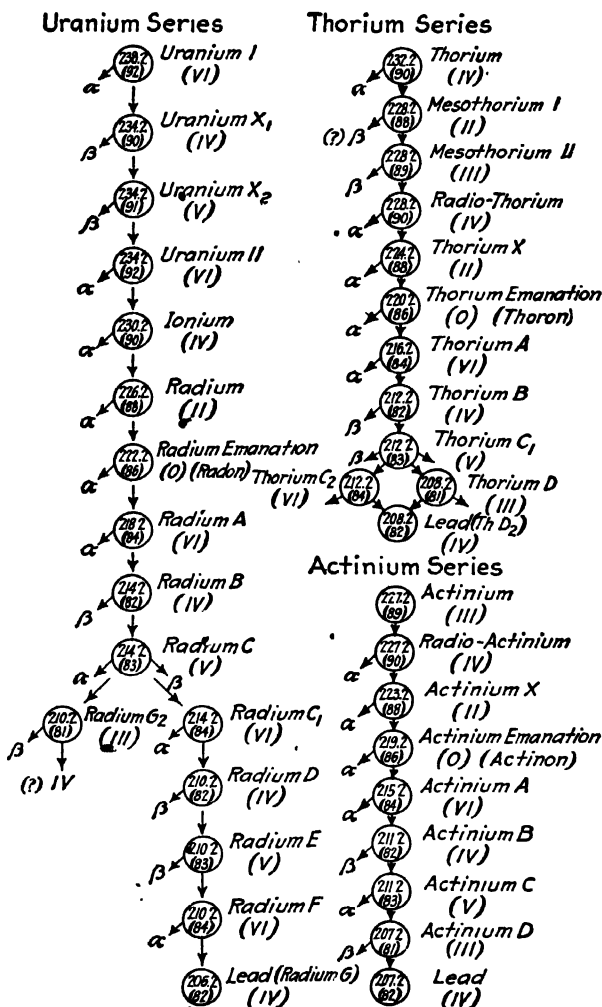 Uranium Series
238.2 Uranium I
(92) (VI)
α
234.2 Uranium X1
(90) (IV)
β
234.2 Uranium X2
(91) (V)
β
234.2 Uranium II
(92) (VI)
α
230.2 Ionium
(90) (IV)
α
226.2 Radium
(88) (II)
α
222.2 Radium Emanation
(86) (O) (Radon)
α
218.2 Radium A
(84) (VI)
α
214.2 Radium B
(82) (IV)
β
214.2 Radium C
(83) (V)
α β
210.2 Radium G2
(81) (III)
β
(?) IV
214.2 Radium C1
(84) (VI)
α
210.2 Radium D
(82) (IV)
β
210.2 Radium E
(83) (V)
β
210.2 Radium F
(84) (VI)
α
206.2 Lead (Radium G)
(82) (IV)
Thorium Series
232.2 Thorium
(90) (IV)
α
228.2 Mesothorium I
(88) (II)
(?) β
228.2 Mesothorium II
(89) (III)
β
228.2 Radio-Thorium
(90) (IV)
α
224.2 Thorium X
(88) (II)
α
220.2 Thorium Emanation
(86) (O) (Thoron)
α
216.2 Thorium A
(84) (VI)
α
212.2 Thorium B
(82) (IV)
β
212.2 Thorium C1
(83) (V)
β
Thorium C2 212.2
(VI) (84)
208.2 Thorium D
(81) (III)
208.2 Lead (Th D2)
(82) (IV)
Actinium Series
227.2 Actinium
(89) (III)
227.2 Radio-Actinium
(90) (IV)
α
223.2 Actinium X
(88) (II)
α
219.2 Actinium Emanation
(86) (O) (Actinon)
α
215.2 Actinium A
(84) (VI)
α
211.2 Actinium B
(82) (IV)
β
211.2 Actinium C
(83) (V)
α
207.2 Actinium D
(81) (III)
β
207.2 Lead
(82) (IV)